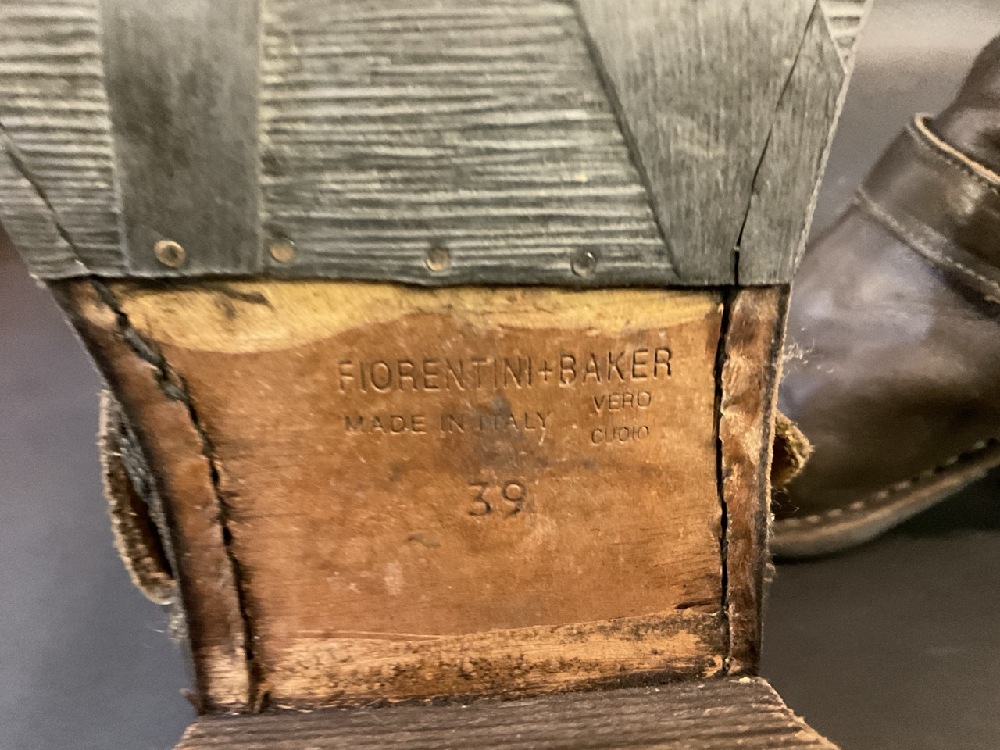 FIORENTINI+BAKER
MADE IN ITALY
VERO
CUOIO
39